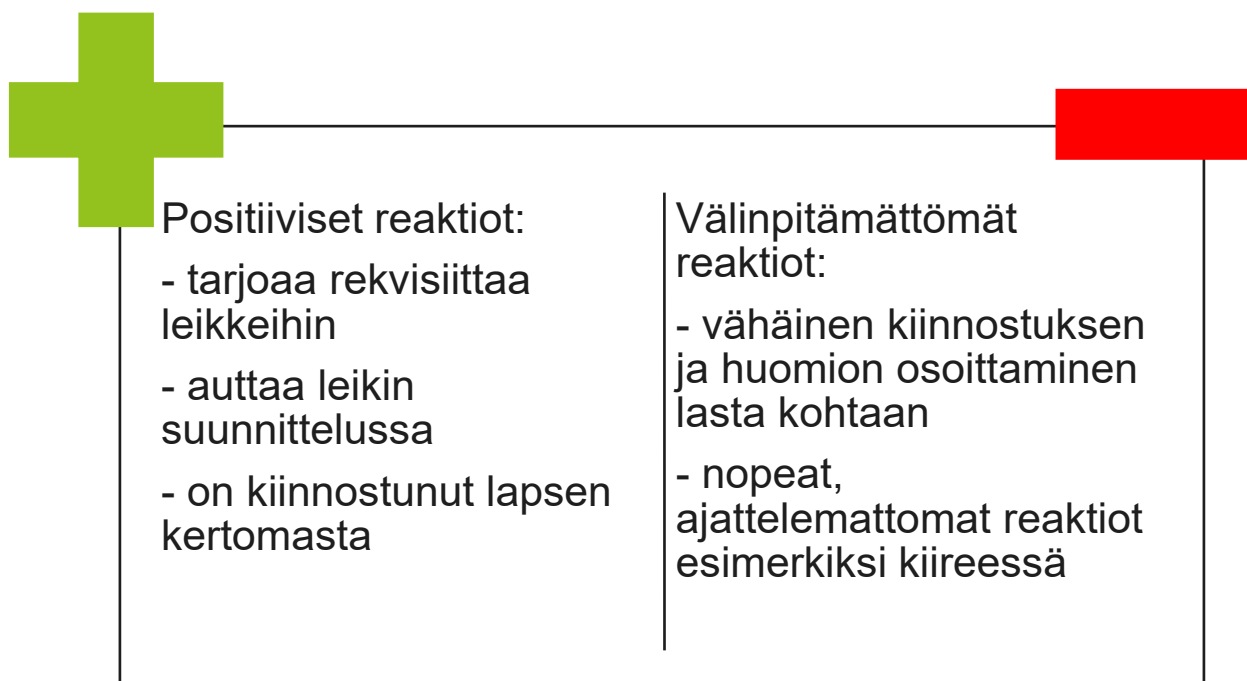 Positiiviset reaktiot:
- tarjoaa rekvisiittaa
leikkeihin
- auttaa leikin
suunnittelussa
- on kiinnostunut lapsen
kertomasta
Välinpitämättömät
reaktiot:
- vähäinen kiinnostuksen
ja huomion osoittaminen
lasta kohtaan
- nopeat,
ajattelemattomat reaktiot
esimerkiksi kiireessä